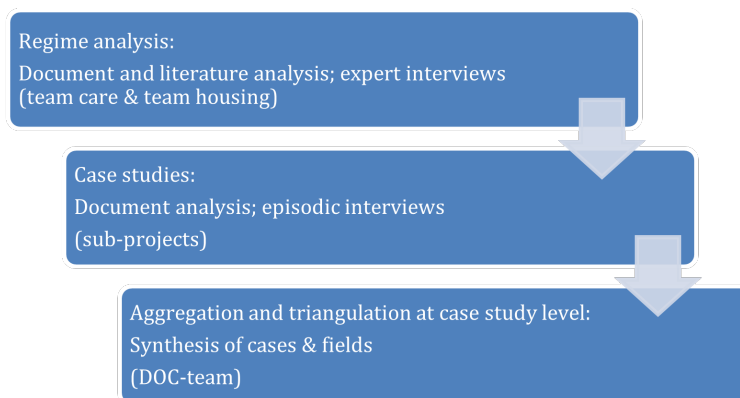 Regime analysis:
Document and literature analysis; expert interviews
(team care & team housing)
Case studies:
Document analysis; episodic interviews
(sub-projects)
Aggregation and triangulation at case study level:
Synthesis of cases & fields
(DOC-team)